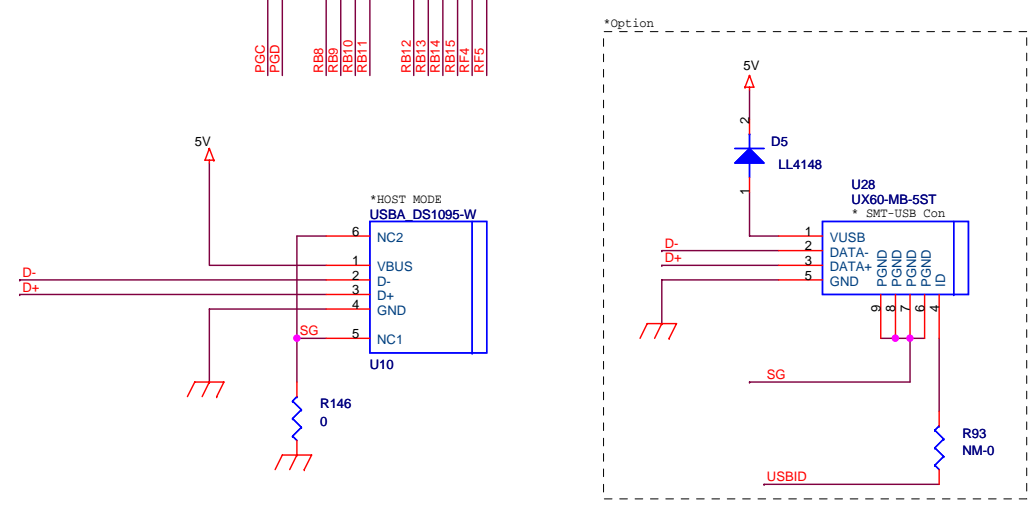 *Option
PGC
PGD
RB8
RB9
RB10
RB11
RB12
RB13
RB14
RB15
RF4
RF5
5V
*HOST MODE
USBA_DS1095-W
6 NC2
1 VBUS
D- 2 D-
D+ 3 D+
4 GND
SG 5 NC1
U10
R146
0
5V
2
D5
LL4148
1
U28
UX60-MB-5ST
* SMT-USB Con
1 VUSB
D- 2 DATA-
D+ 3 DATA+
5 GND
PGND
PGND
PGND
PGND
ID
9
8
7
6
4
SG
R93
NM-0
USBID